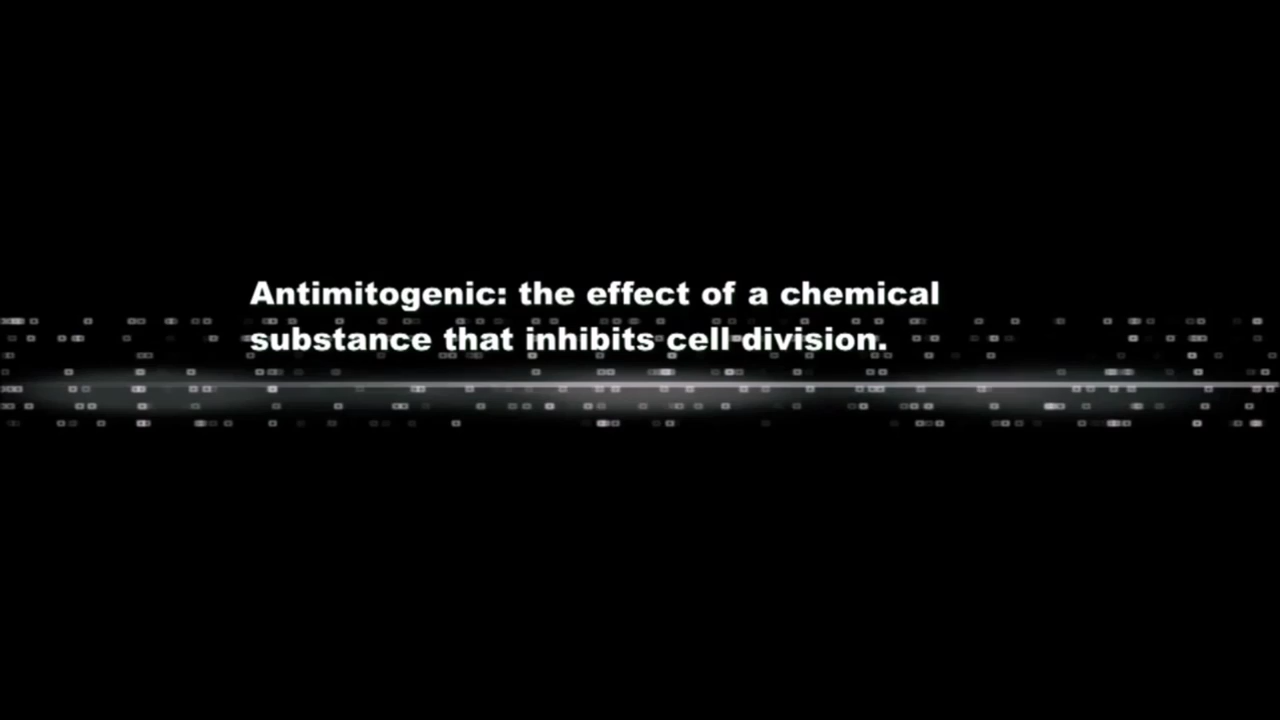 Antimitogenic: the effect of a chemical
substance that inhibits cell division.